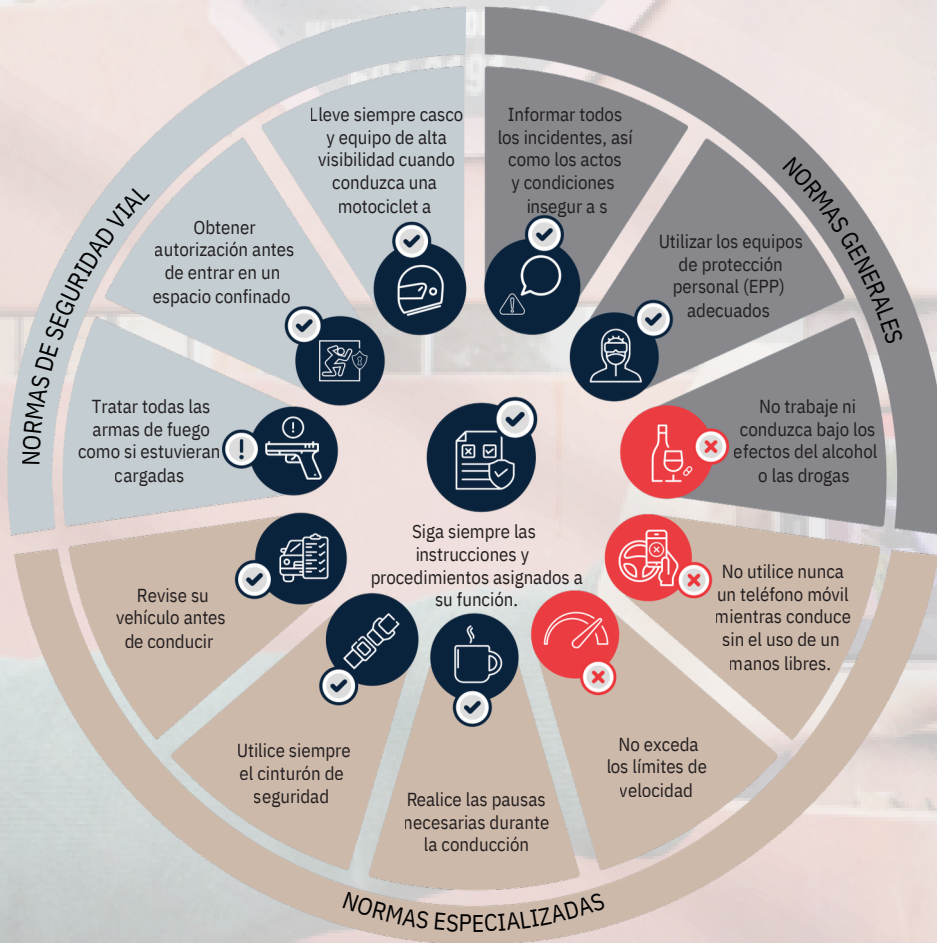 NORMAS DE SEGURIDAD VIAL
Lleve siempre casco
y equipo de alta
visibilidad cuando
conduzca una
motociclet a
Obtener
autorización antes
de entrar en un
espacio confinado
Tratar todas las
armas de fuego
como si estuvieran
cargadas
NORMAS GENERALES
Informar todos
los incidentes, así
como los actos
y condiciones
insegur a s
Utilizar los equipos
de protección
personal (EPP)
adecuados
No trabaje ni
conduzca bajo los
efectos del alcohol
o las drogas
Siga siempre las
instrucciones y
procedimientos asignados a
su función.
No utilice nunca
un teléfono móvil
mientras conduce
sin el uso de un
manos libres.
No exceda
los límites de
velocidad
Realice las pausas
necesarias durante
la conducción
Utilice siempre
el cinturón de
seguridad
Revise su
vehículo antes
de conducir
NORMAS ESPECIALIZADAS